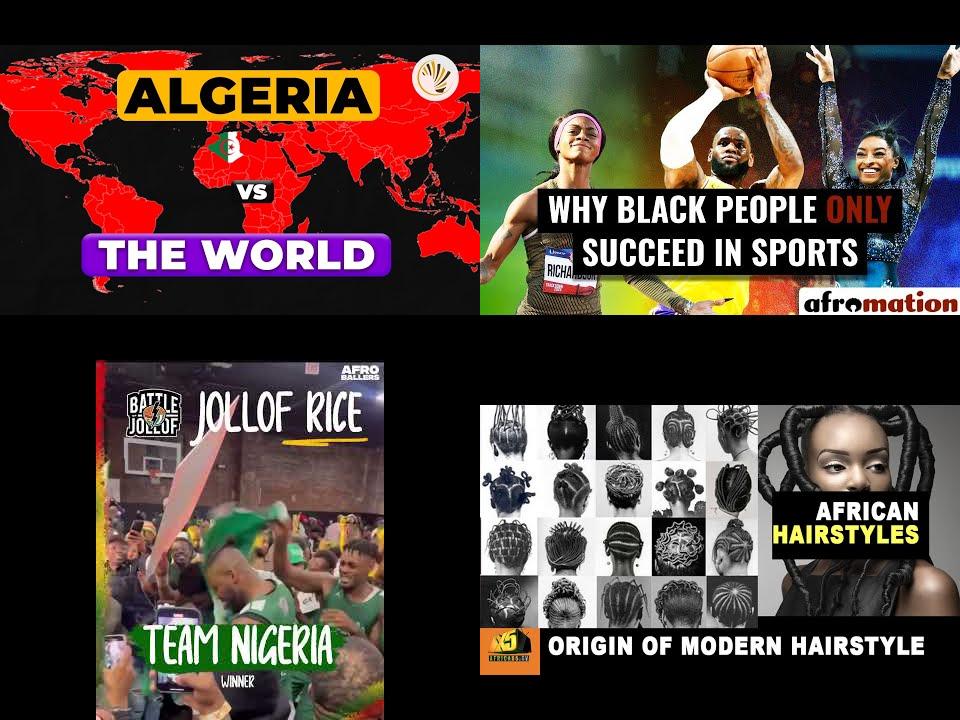 ALGERIA
VS
THE WORLD
WHY BLACK PEOPLE ONLY
SUCCEED IN SPORTS
RICHARDSON
afromation
AFRO
BALLERS
BATTLE
JOLLOF
JOLLOF RICE
TEAM NIGERIA
WINNER
AFRICAN
HAIRSTYLES
X5
ORIGIN OF MODERN HAIRSTYLE